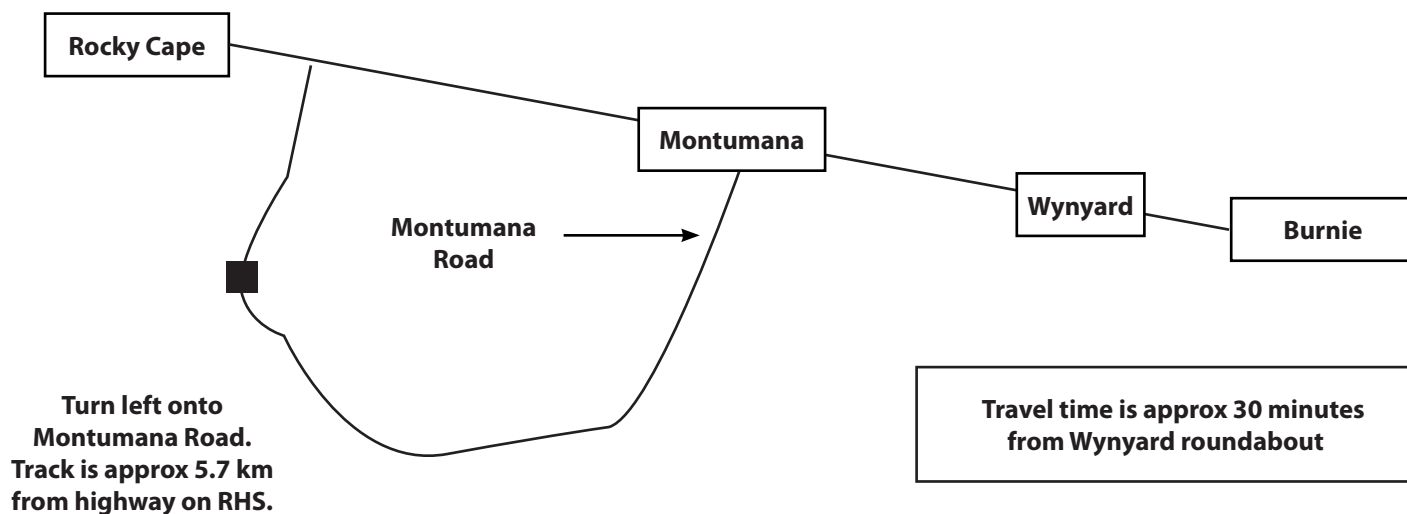 Rocky Cape
Montumana
Wynyard
Burnie
Montumana
Road
Turn left onto
Montumana Road.
Track is approx 5.7 km
from highway on RHS.
Travel time is approx 30 minutes
from Wynyard roundabout